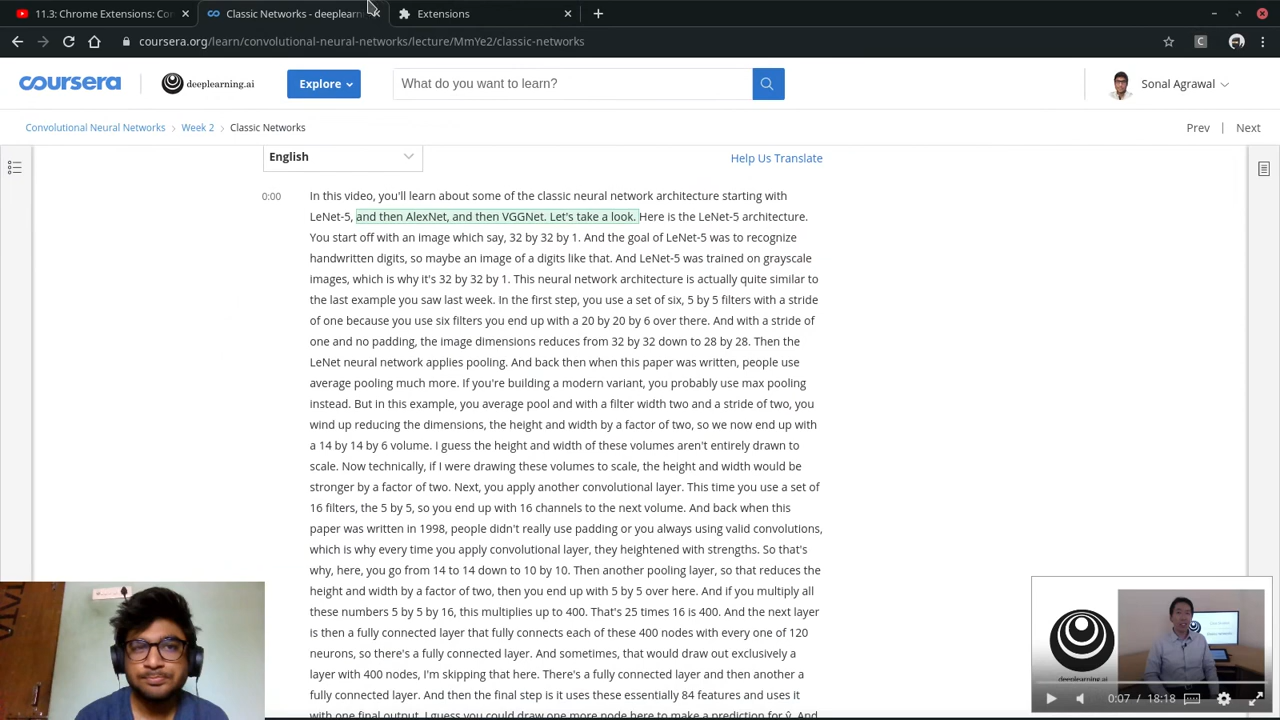 11.3: Chrome Extensions: Con
Classic Networks - deeplearni
Extensions
coursera.org/learn/convolutional-neural-networks/lecture/MmYe2/classic-networks
C
coursera
deeplearning.ai
Explore
What do you want to learn?
Sonal Agrawal
Convolutional Neural Networks
Week 2
Classic Networks
Prev | Next
English
Help Us Translate
0:00
In this video, you'll learn about some of the classic neural network architecture starting with
LeNet-5, and then AlexNet, and then VGGNet. Let's take a look. Here is the LeNet-5 architecture.
You start off with an image which say, 32 by 32 by 1. And the goal of LeNet-5 was to recognize
handwritten digits, so maybe an image of a digits like that. And LeNet-5 was trained on grayscale
images, which is why it's 32 by 32 by 1. This neural network architecture is actually quite similar to
the last example you saw last week. In the first step, you use a set of six, 5 by 5 filters with a stride
of one because you use six filters you end up with a 20 by 20 by 6 over there. And with a stride of
one and no padding, the image dimensions reduces from 32 by 32 down to 28 by 28. Then the
LeNet neural network applies pooling. And back then when this paper was written, people use
average pooling much more. If you're building a modern variant, you probably use max pooling
instead. But in this example, you average pool and with a filter width two and a stride of two, you
wind up reducing the dimensions, the height and width by a factor of two, so we now end up with
a 14 by 14 by 6 volume. I guess the height and width of these volumes aren't entirely drawn to
scale. Now technically, if I were drawing these volumes to scale, the height and width would be
stronger by a factor of two. Next, you apply another convolutional layer. This time you use a set of
16 filters, the 5 by 5, so you end up with 16 channels to the next volume. And back when this
paper was written in 1998, people didn't really use padding or you always using valid convolutions,
which is why every time you apply convolutional layer, they heightened with strengths. So that's
why, here, you go from 14 to 14 down to 10 by 10. Then another pooling layer, so that reduces the
height and width by a factor of two, then you end up with 5 by 5 over here. And if you multiply all
these numbers 5 by 5 by 16, this multiplies up to 400. That's 25 times 16 is 400. And the next layer
is then a fully connected layer that fully connects each of these 400 nodes with every one of 120
neurons, so there's a fully connected layer. And sometimes, that would draw out exclusively a
layer with 400 nodes, I'm skipping that here. There's a fully connected layer and then another a
fully connected layer. And then the final step is it uses these essentially 84 features and uses it
with one final output. I guess you could draw one more node here to make a prediction for ŷ. And
0:07 / 18:18